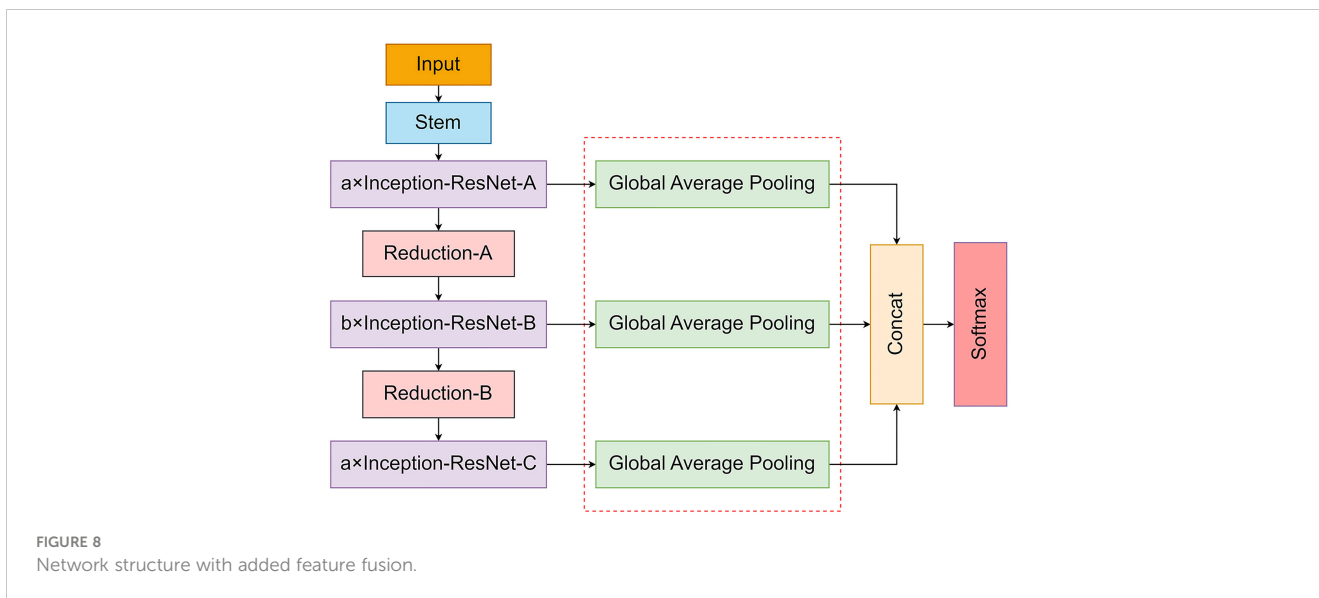 Input
Stem
a×Inception-ResNet-A
Global Average Pooling
Reduction-A
b×Inception-ResNet-B
Global Average Pooling
Concat
Softmax
Reduction-B
a×Inception-ResNet-C
Global Average Pooling
FIGURE 8
Network structure with added feature fusion.